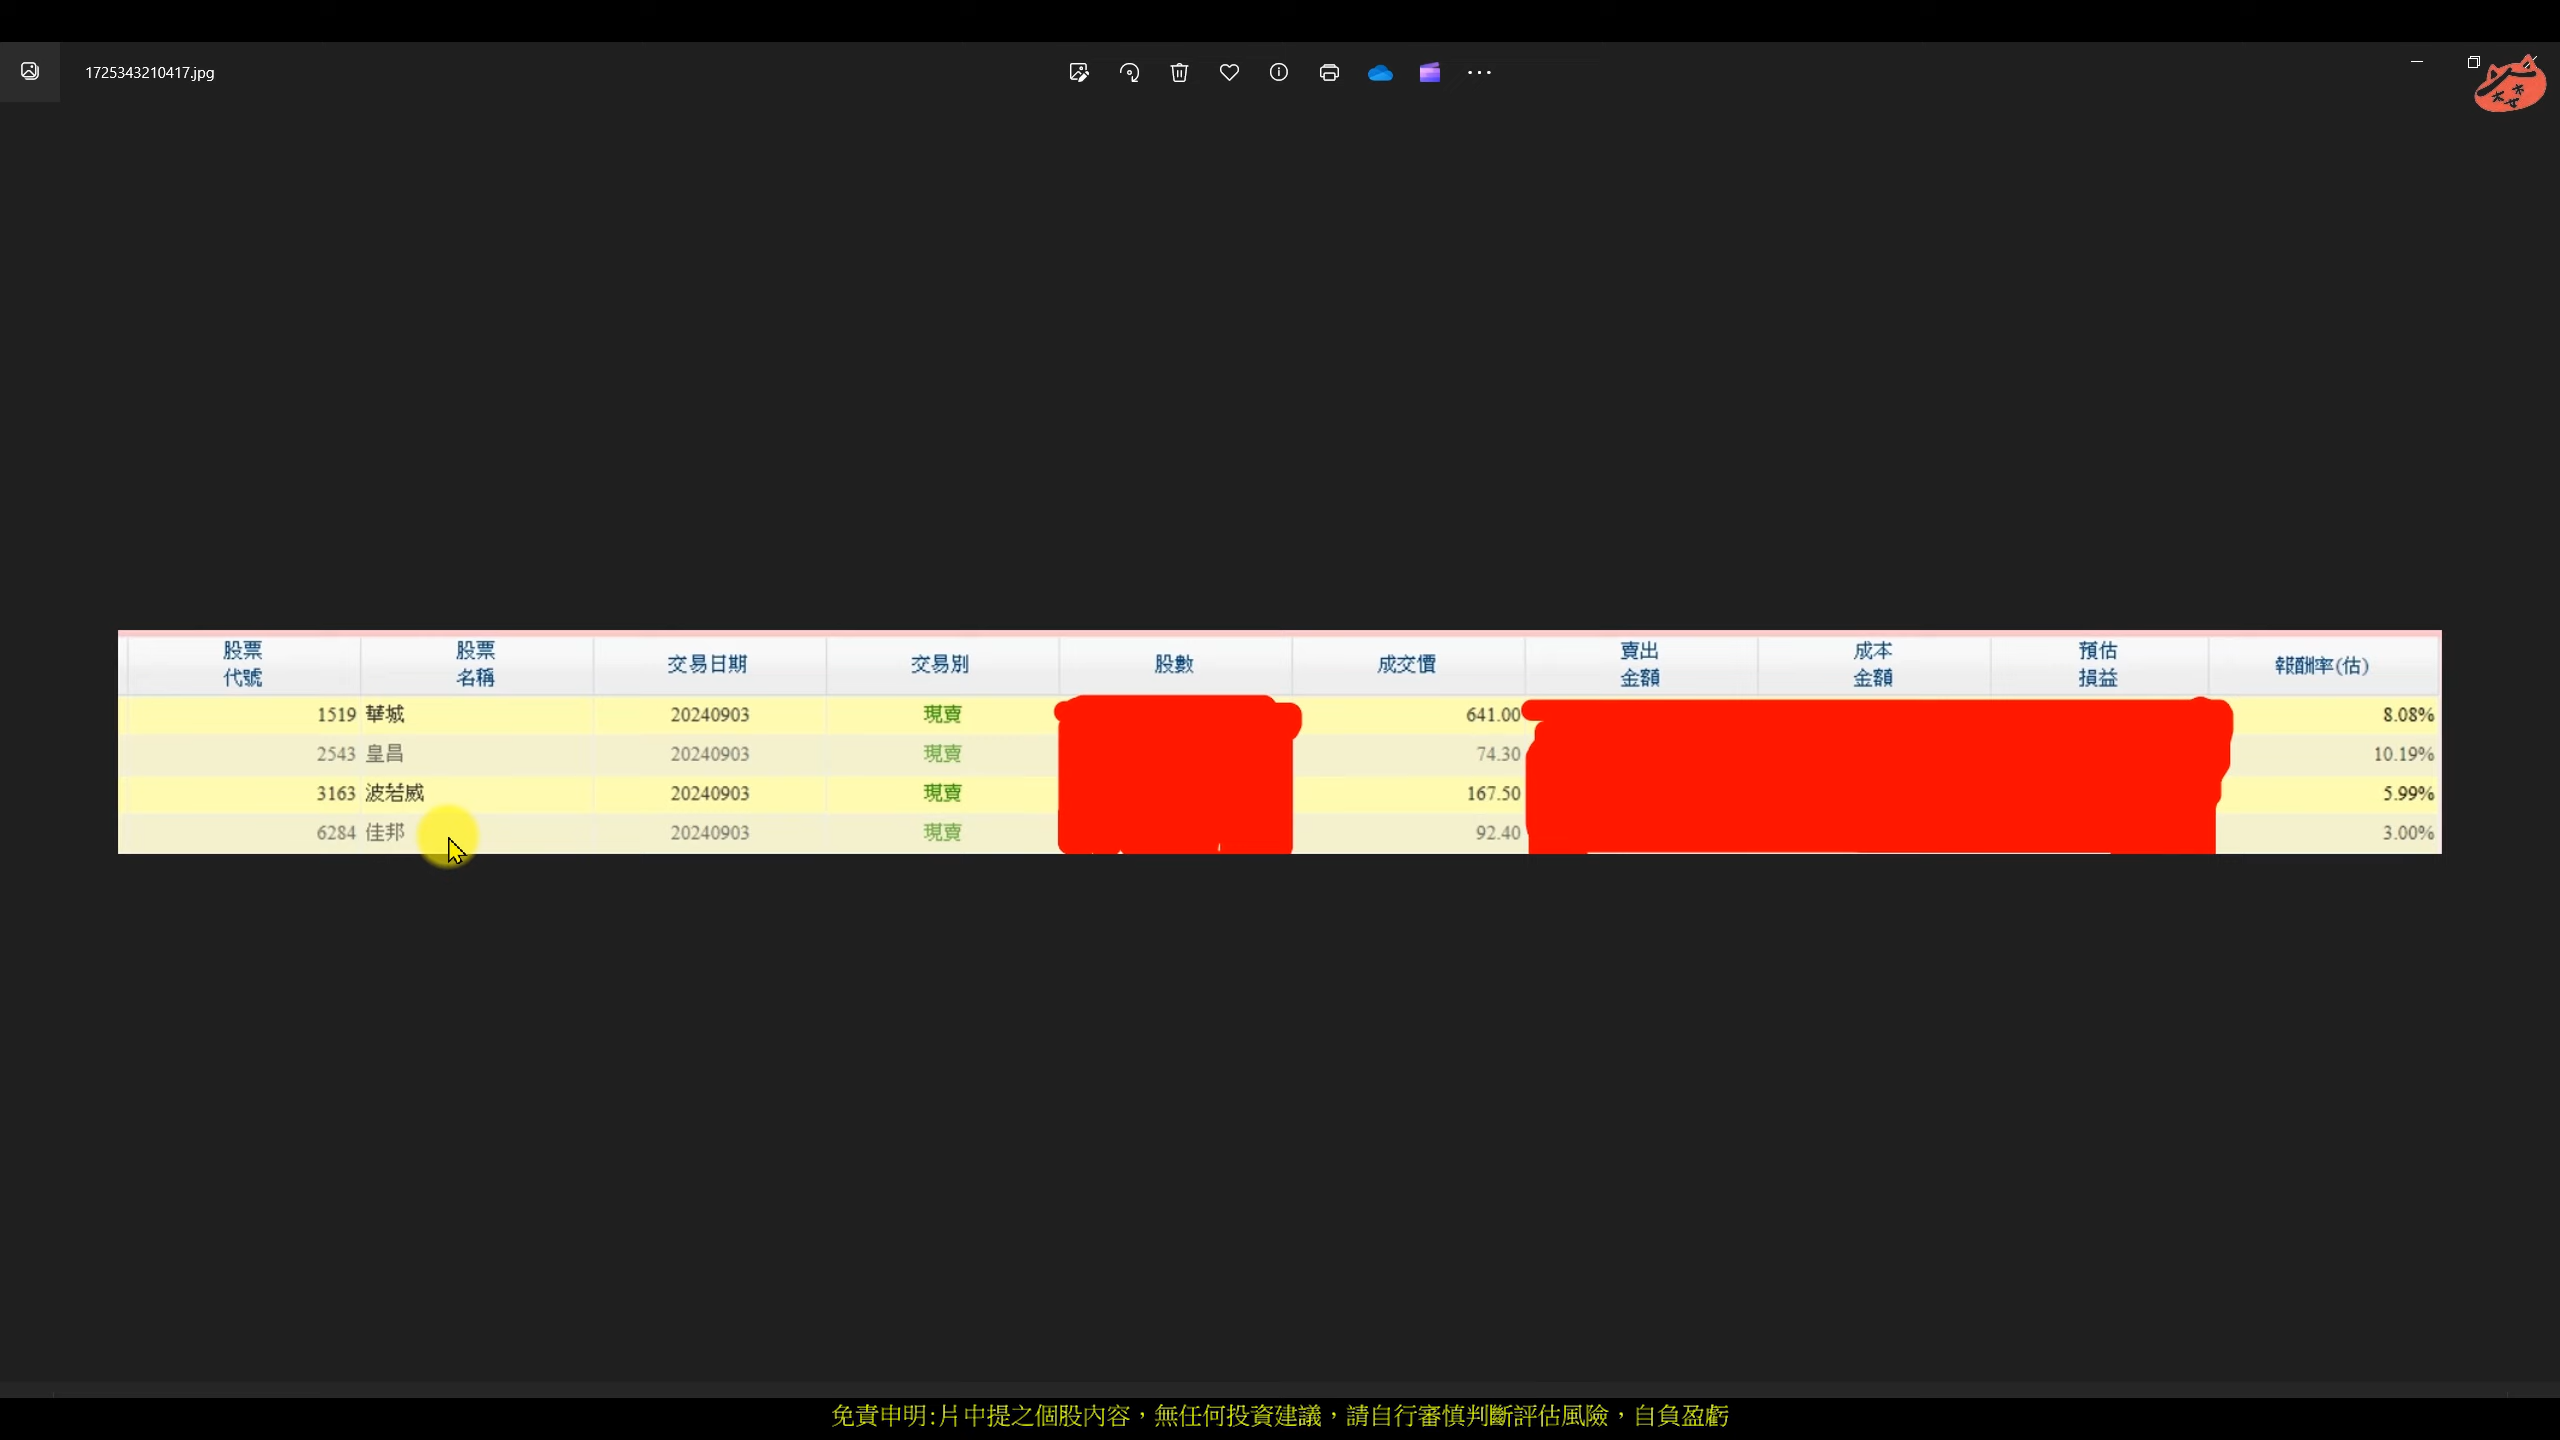 1725343210417.jpg
股票代號 股票名稱 交易日期 交易別 股數 成交價 賣出金額 成本金額 預估損益 報酬率(估)
1519 華城 20240903 現賣 641.00 8.08%
2543 皇昌 20240903 現賣 74.30 10.19%
3163 波若威 20240903 現賣 167.50 5.99%
6284 佳邦 20240903 現賣 92.40 3.00%
免責申明:片中提之個股內容，無任何投資建議，請自行審慎判斷評估風險，自負盈虧